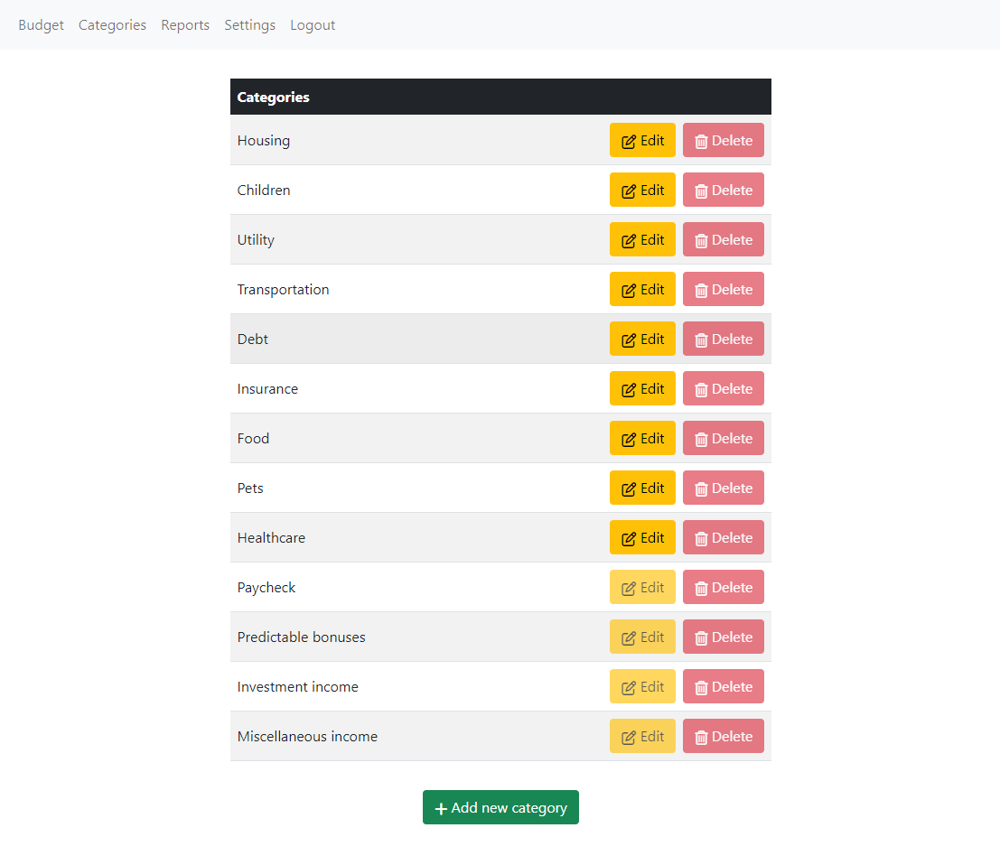 Budget Categories Reports Settings Logout
Categories
Housing Edit Delete
Children Edit Delete
Utility Edit Delete
Transportation Edit Delete
Debt Edit Delete
Insurance Edit Delete
Food Edit Delete
Pets Edit Delete
Healthcare Edit Delete
Paycheck Edit Delete
Predictable bonuses Edit Delete
Investment income Edit Delete
Miscellaneous income Edit Delete
Add new category